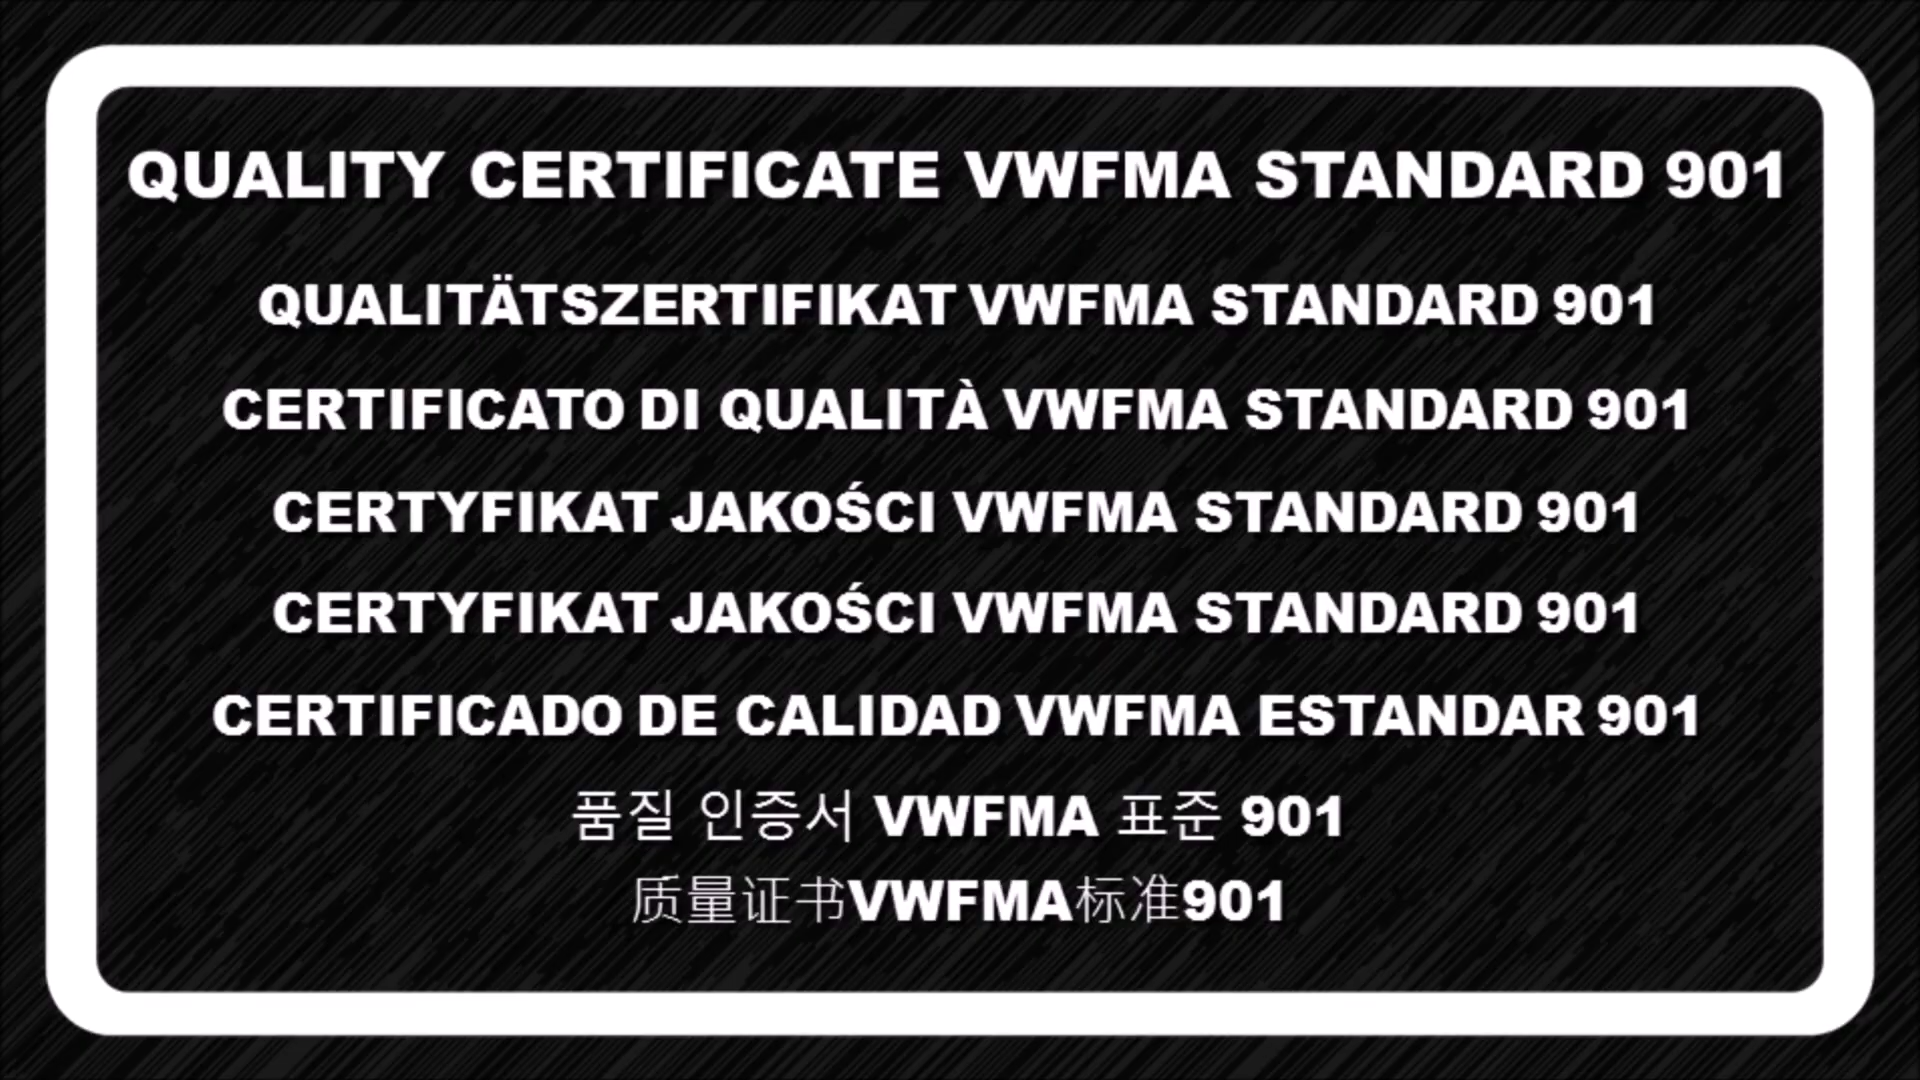 QUALITY CERTIFICATE VWFMA STANDARD 901
QUALITÄTSZERTIFIKAT VWFMA STANDARD 901
CERTIFICATO DI QUALITÀ VWFMA STANDARD 901
CERTYFIKAT JAKOŚCI VWFMA STANDARD 901
CERTYFIKAT JAKOŚCI VWFMA STANDARD 901
CERTIFICADO DE CALIDAD VWFMA ESTANDAR 901
품질 인증서 VWFMA 표준 901
质量证书VWFMA标准901